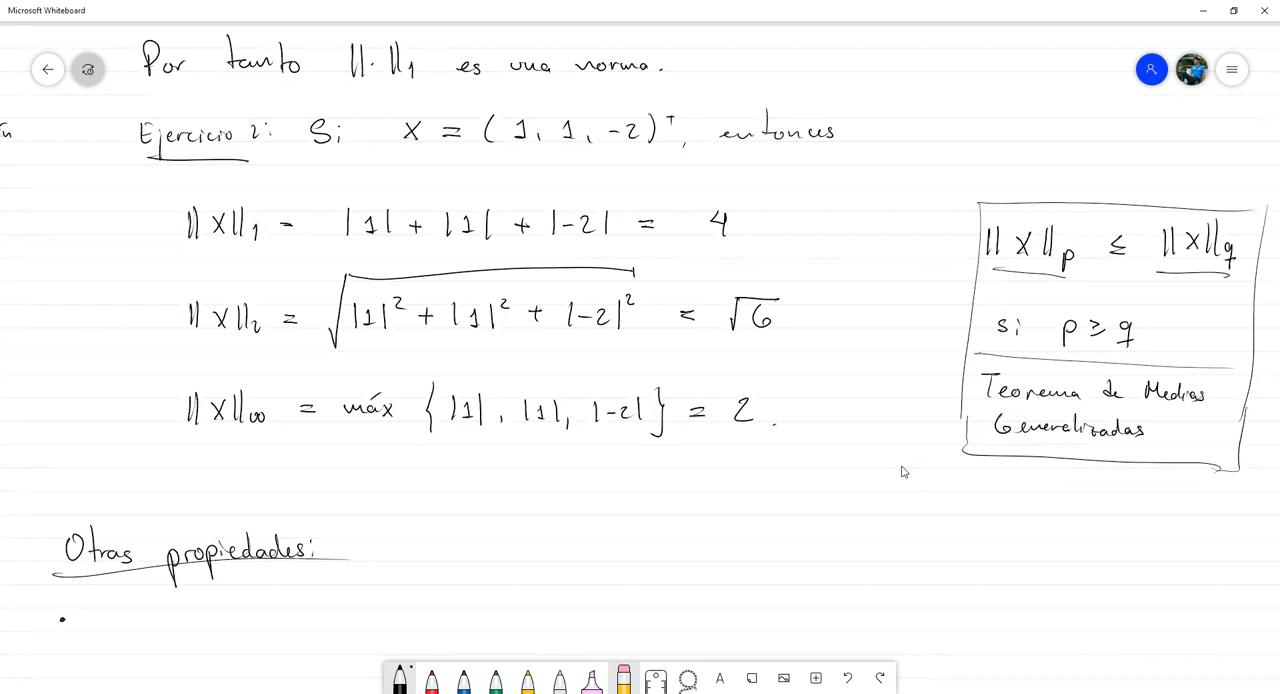 Microsoft Whiteboard
Por tanto ||·||₁ es una norma.
Ejercicio 2: Si x = (1, 1, -2)ᵀ, entonces
||x||₁ = |1| + |1| + |-2| = 4
||x||₂ = √(|1|² + |1|² + |-2|²) = √6
||x||∞ = máx {|1|, |1|, |-2|} = 2.
||x||ₚ ≤ ||x||q
si p ≥ q
Teorema de Medias
Generalizadas
Otras propiedades:
•
A